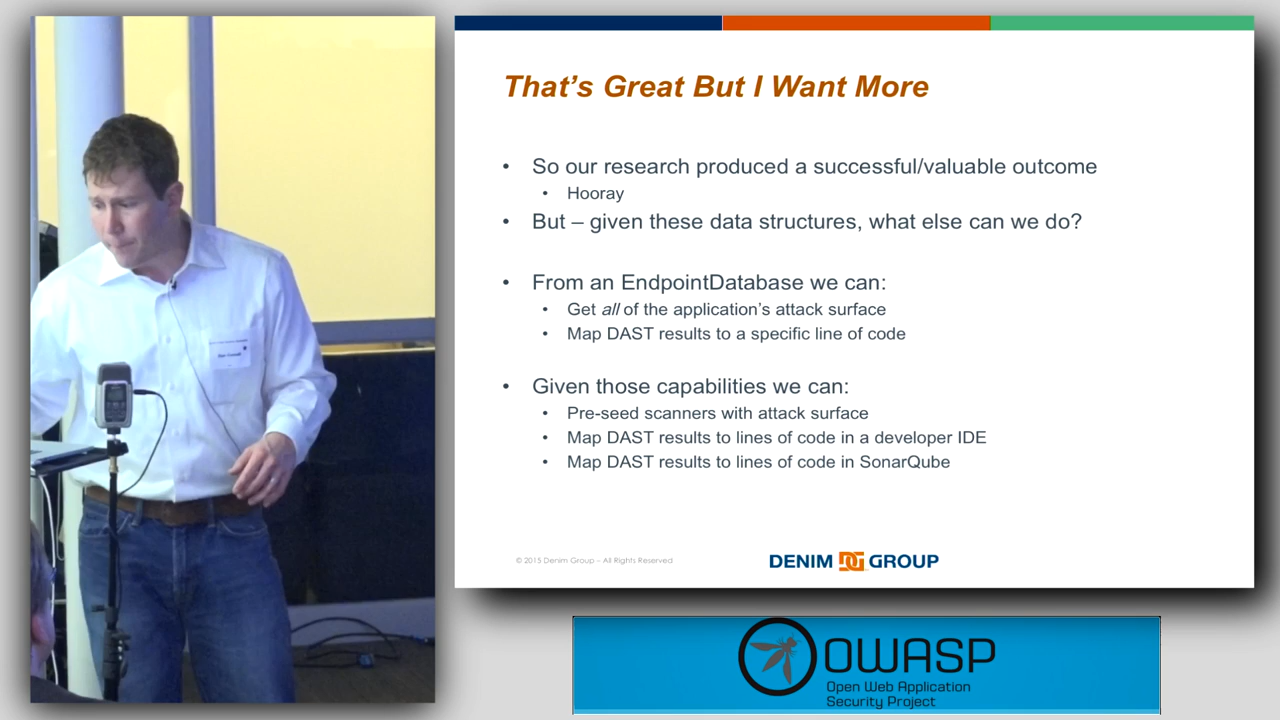 That's Great But I Want More
• So our research produced a successful/valuable outcome
• Hooray
• But – given these data structures, what else can we do?
• From an EndpointDatabase we can:
• Get all of the application's attack surface
• Map DAST results to a specific line of code
• Given those capabilities we can:
• Pre-seed scanners with attack surface
• Map DAST results to lines of code in a developer IDE
• Map DAST results to lines of code in SonarQube
© 2015 Denim Group – All Rights Reserved
DENIM DG GROUP
OWASP
Open Web Application
Security Project